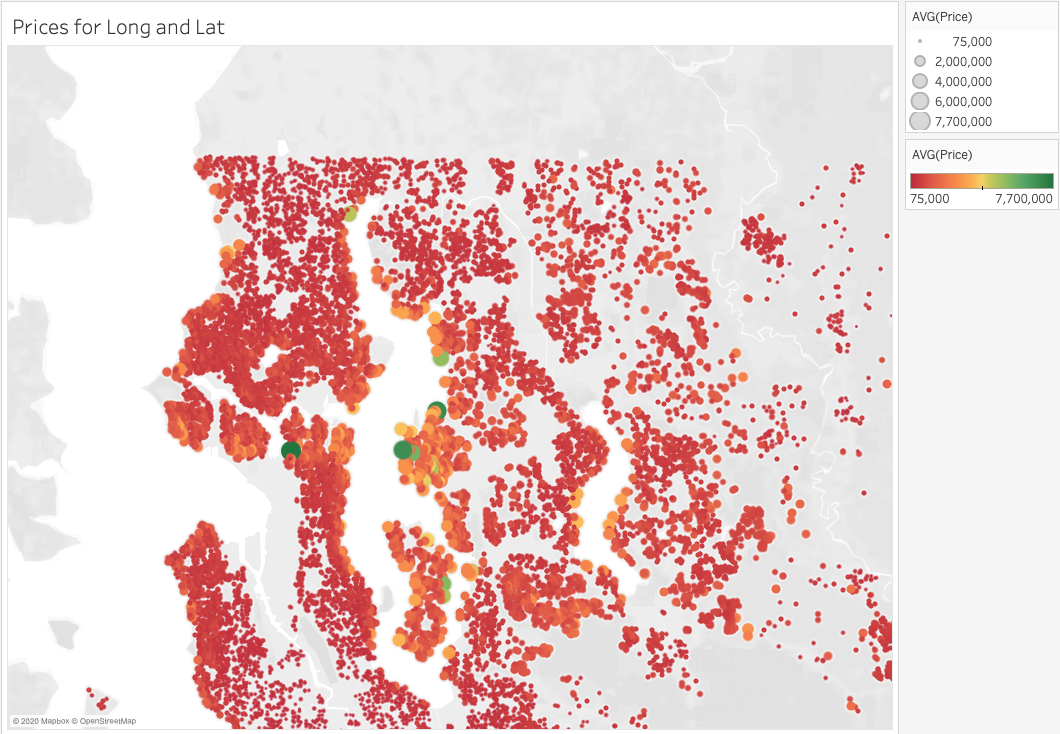 Prices for Long and Lat
© 2020 Mapbox © OpenStreetMap
AVG(Price)
75,000
2,000,000
4,000,000
6,000,000
7,700,000
AVG(Price)
75,000 7,700,000